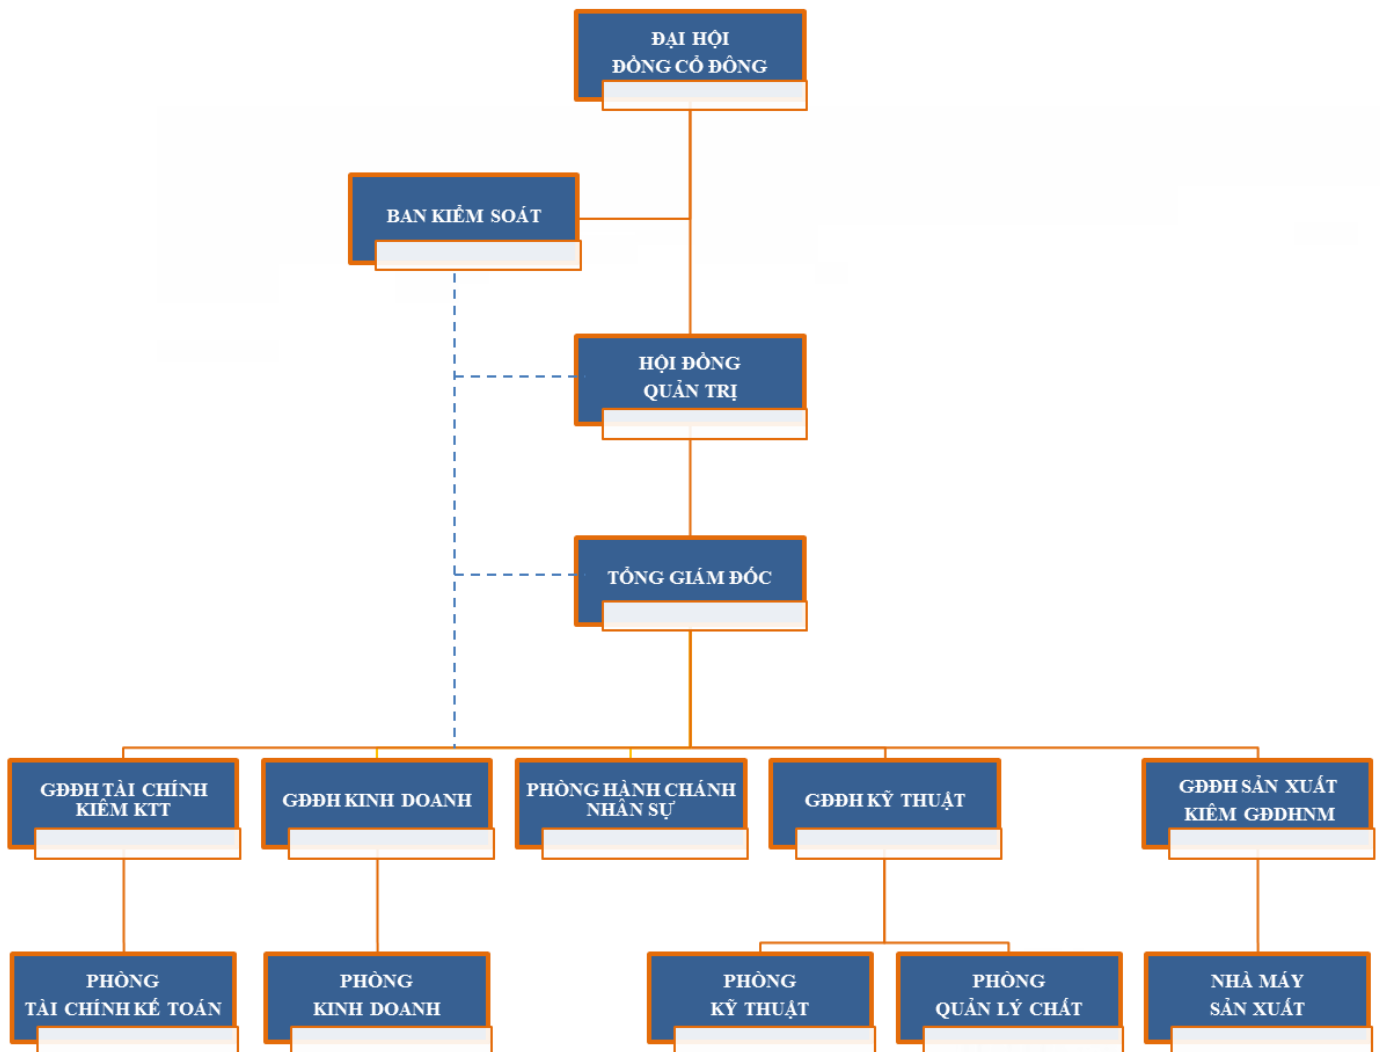 ĐẠI HỘI
ĐỒNG CỔ ĐÔNG
BAN KIỂM SOÁT
HỘI ĐỒNG
QUẢN TRỊ
TỔNG GIÁM ĐỐC
GĐĐH TÀI CHÍNH
KIÊM KTT
GĐĐH KINH DOANH
PHÒNG HÀNH CHÁNH
NHÂN SỰ
GĐĐH KỸ THUẬT
GĐĐH SẢN XUẤT
KIÊM GĐDHNM
PHÒNG
TÀI CHÍNH KẾ TOÁN
PHÒNG
KINH DOANH
PHÒNG
KỸ THUẬT
PHÒNG
QUẢN LÝ CHẤT
NHÀ MÁY
SẢN XUẤT